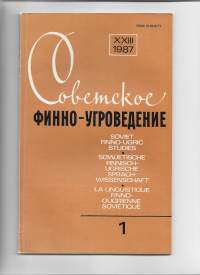 XXIII
1987
Советское
ФИННО-УГРОВЕДЕНИЕ
SOVIET
FINNO-UGRIC
STUDIES
SOWJETISCHE
FINNISCH-
UGRISCHE
SPRACH-
WISSENSCHAFT
LA LINGUISTIQUE
FINNO-
OUGRIENNE
SOVIETIQUE
1